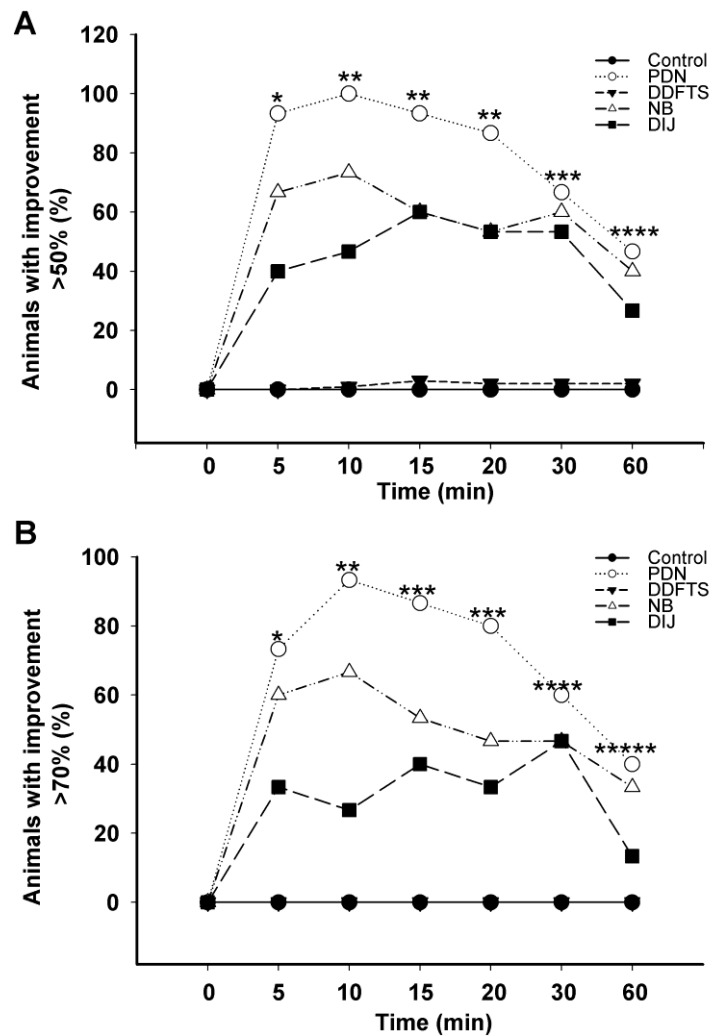 A
120
100
80
60
40
20
0
Animals with improvement
>50% (%)
Control
PDN
DDFTS
NB
DIJ
*
**
**
**
***
****
0 5 10 15 20 30 60
Time (min)
B
100
80
60
40
20
0
Animals with improvement
>70% (%)
Control
PDN
DDFTS
NB
DIJ
*
**
***
***
****
*****
0 5 10 15 20 30 60
Time (min)